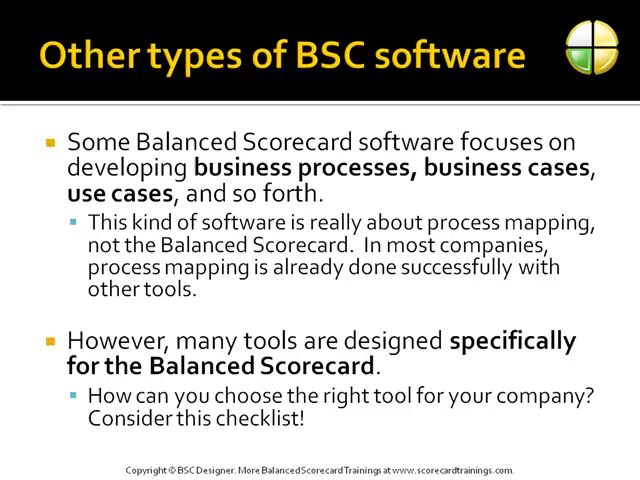 Other types of BSC software
Some Balanced Scorecard software focuses on
developing business processes, business cases,
use cases, and so forth.
This kind of software is really about process mapping,
not the Balanced Scorecard. In most companies,
process mapping is already done successfully with
other tools.
However, many tools are designed specifically
for the Balanced Scorecard.
How can you choose the right tool for your company?
Consider this checklist!
Copyright © BSC Designer. More Balanced Scorecard Trainings at www.scorecardtrainings.com.